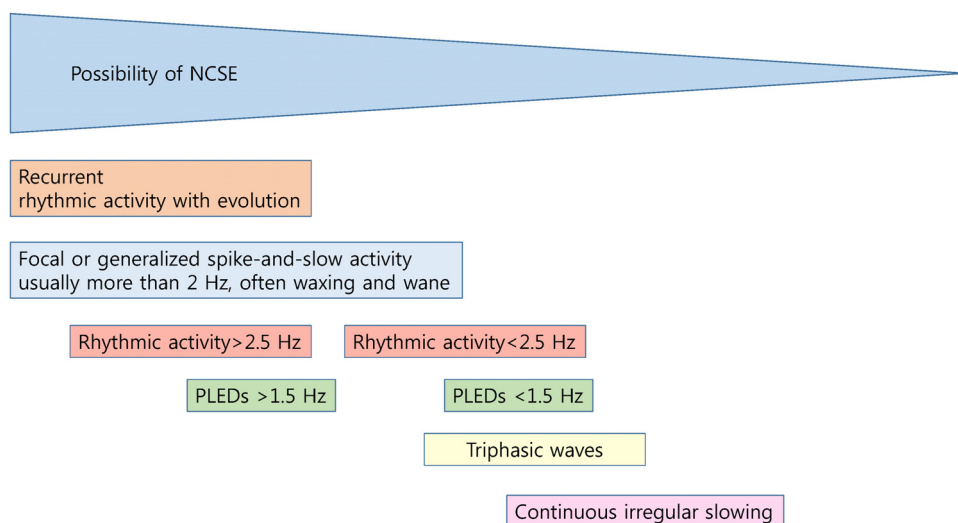 Possibility of NCSE
Recurrent
rhythmic activity with evolution
Focal or generalized spike-and-slow activity
usually more than 2 Hz, often waxing and wane
Rhythmic activity>2.5 Hz
Rhythmic activity<2.5 Hz
PLEDs >1.5 Hz
PLEDs <1.5 Hz
Triphasic waves
Continuous irregular slowing